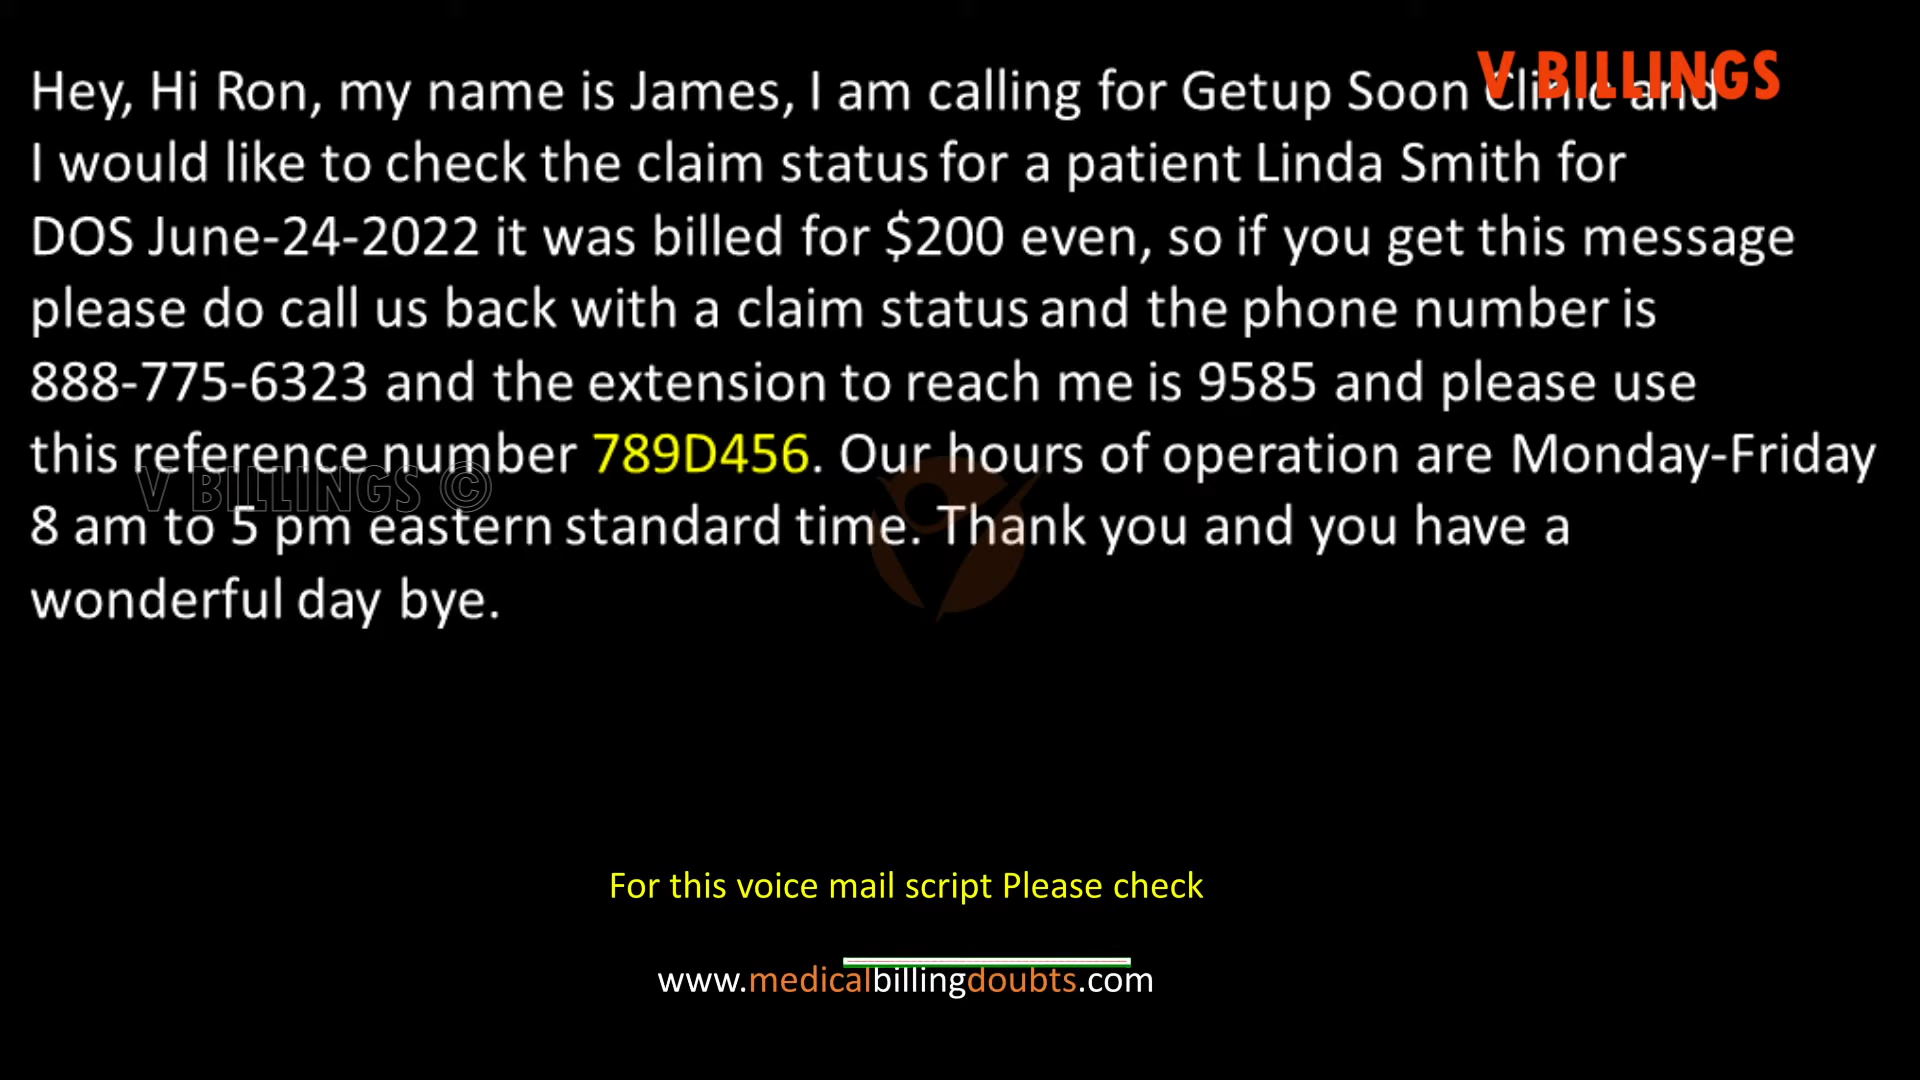 V BILLINGS
Hey, Hi Ron, my name is James, I am calling for Getup Soon Clinic and
I would like to check the claim status for a patient Linda Smith for
DOS June-24-2022 it was billed for $200 even, so if you get this message
please do call us back with a claim status and the phone number is
888-775-6323 and the extension to reach me is 9585 and please use
this reference number 789D456. Our hours of operation are Monday-Friday
V BILLINGS ©
8 am to 5 pm eastern standard time. Thank you and you have a
wonderful day bye.
For this voice mail script Please check
www.medicalbillingdoubts.com